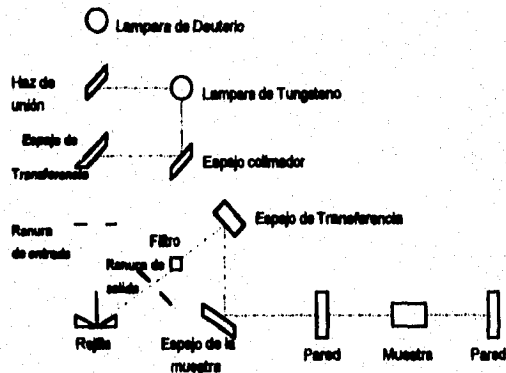 Lampara de Deuterio
Haz de
unión
Lampara de Tungsteno
Espejo de
Transferencia
Espejo colimador
Espejo de Transferencia
Ranura
de entrada
Filtro
Ranura de
salida
Rejilla
Espejo de la
muestra
Pared
Muestra
Pared